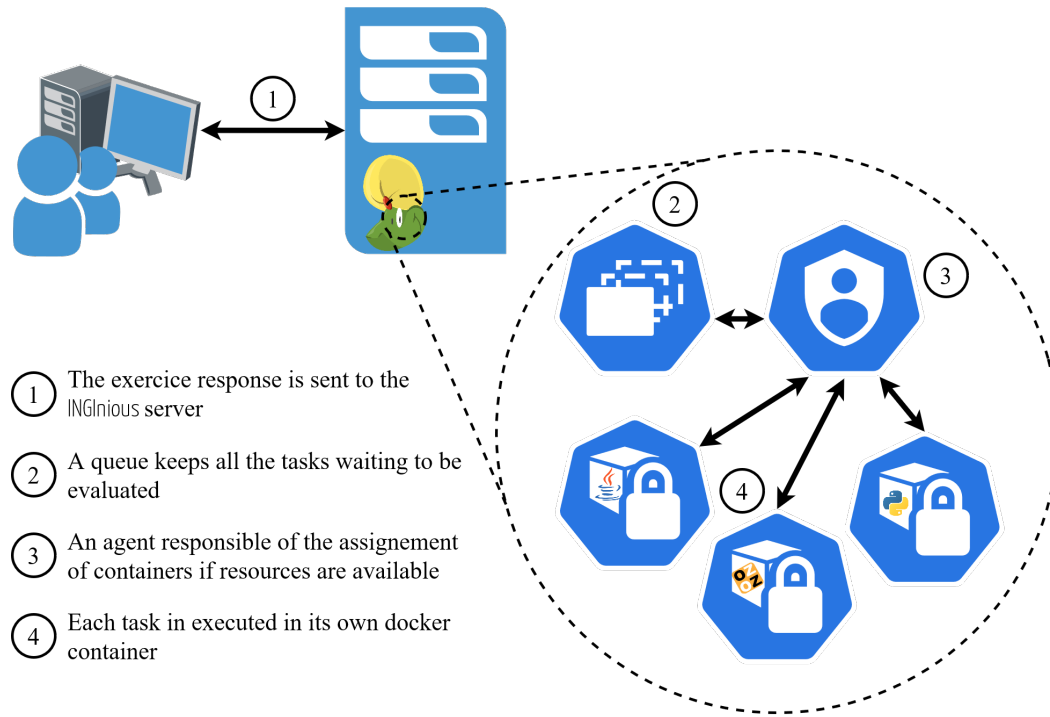 1
2
3
4
1
The exercice response is sent to the
INGInious server
2
A queue keeps all the tasks waiting to be
evaluated
3
An agent responsible of the assignement
of containers if resources are available
4
Each task in executed in its own docker
container
OZ
OZ